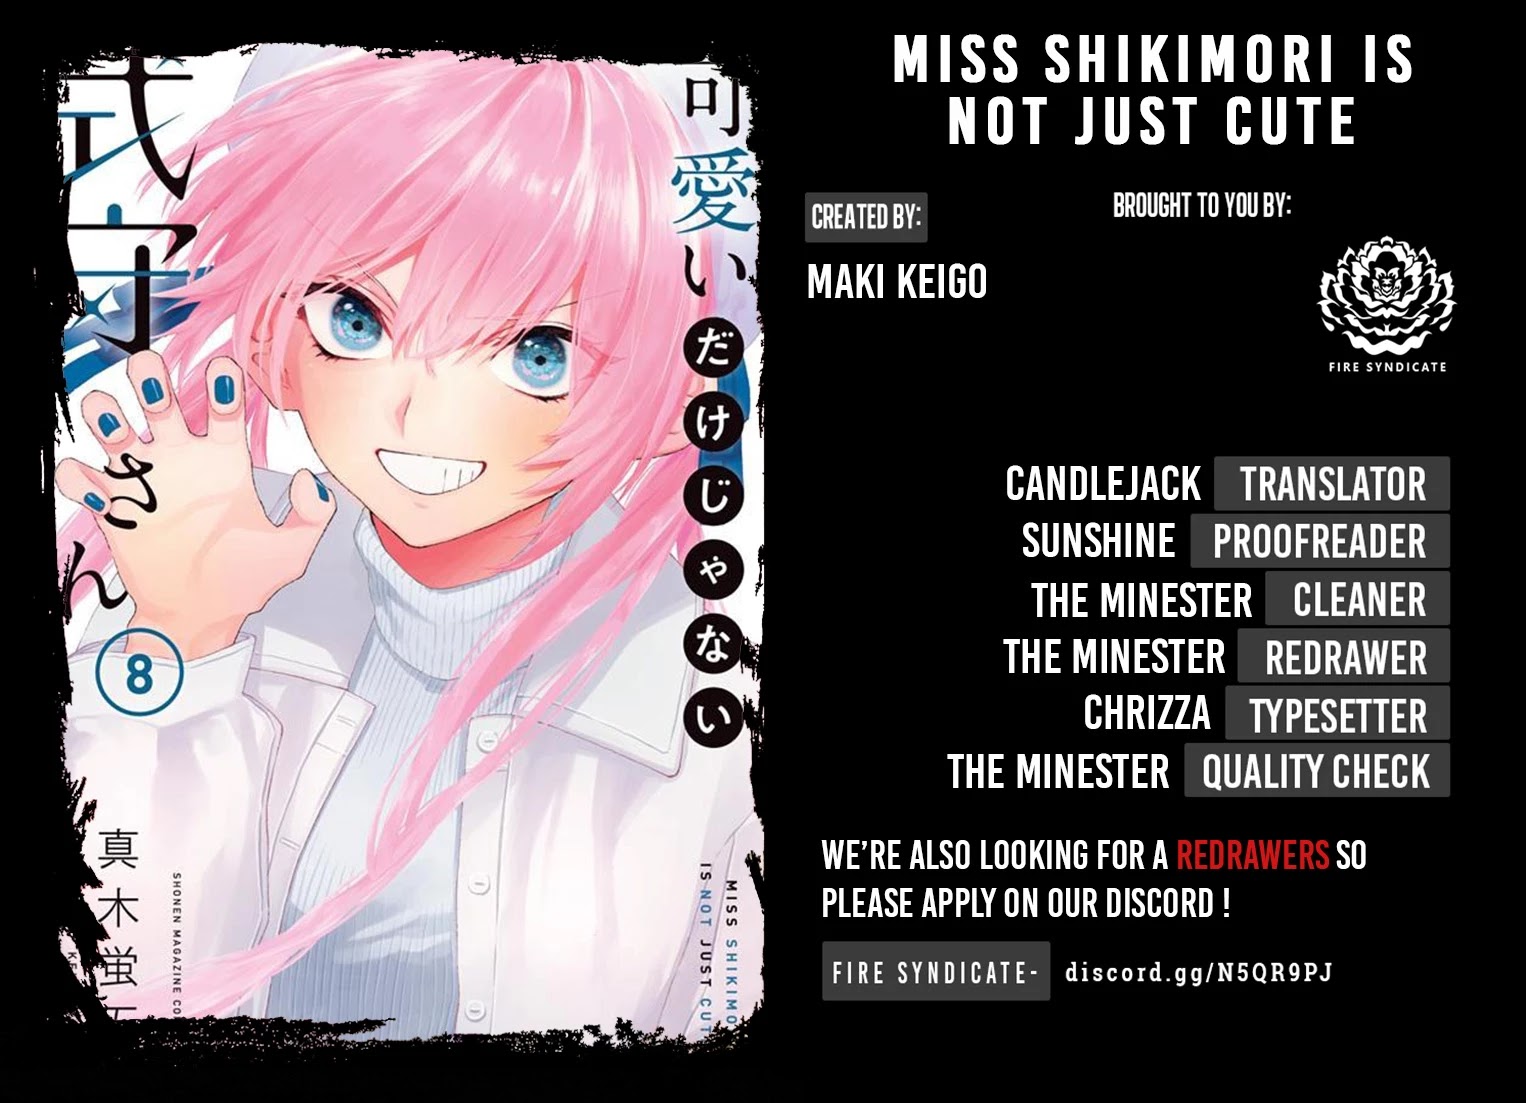 可愛いだけじゃない
式守さん
8
真木蛍五
SHONEN MAGAZINE CO
MISS SHIKIMO
IS NOT JUST CUT
MISS SHIKIMORI IS
NOT JUST CUTE
CREATED BY:
MAKI KEIGO
BROUGHT TO YOU BY:
FIRE SYNDICATE
CANDLEJACK TRANSLATOR
SUNSHINE PROOFREADER
THE MINESTER CLEANER
THE MINESTER REDRAWER
CHRIZZA TYPESETTER
THE MINESTER QUALITY CHECK
WE'RE ALSO LOOKING FOR A REDRAWERS SO
PLEASE APPLY ON OUR DISCORD !
FIRE SYNDICATE- discord.gg/N5QR9PJ